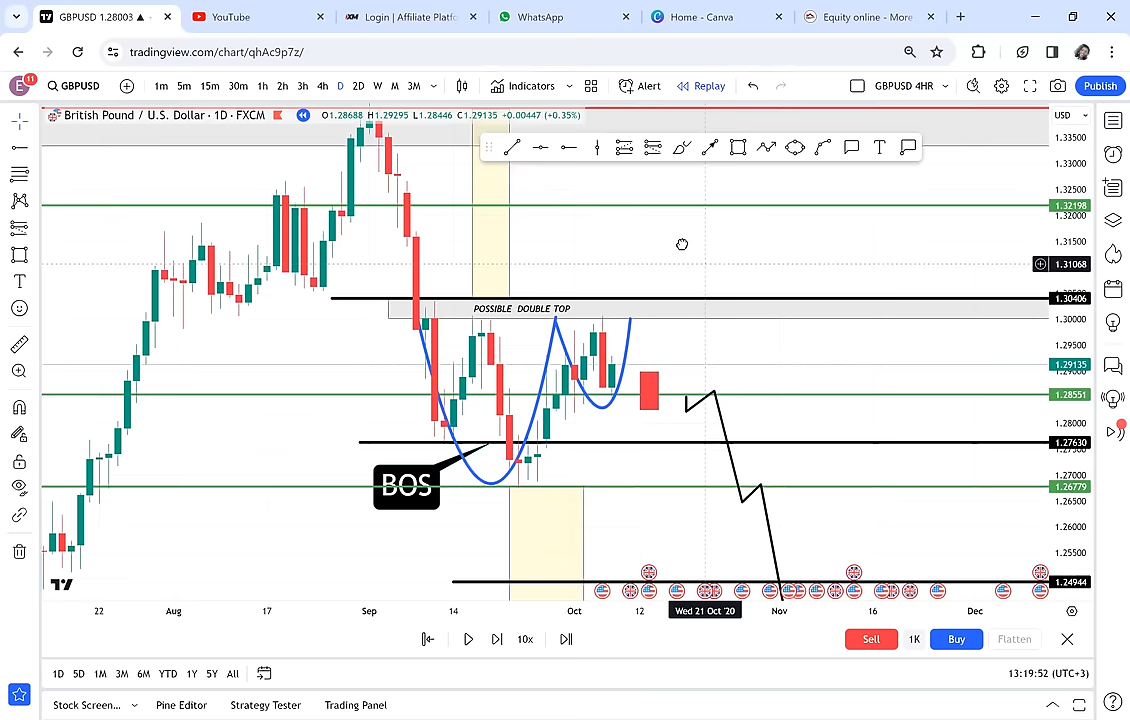 GBPUSD 1.28003 ▲
YouTube
XM Login | Affiliate Platfo
WhatsApp
Home - Canva
Equity online - More
tradingview.com/chart/qhAc9p7z/
E 11
GBPUSD
1m 5m 15m 30m 1h 2h 3h 4h D 2D W M 3M
Indicators
Alert
Replay
GBPUSD 4HR
Publish
British Pound / U.S. Dollar · 1D · FXCM
O1.28688 H1.29295 L1.28446 C1.29135 +0.00447 (+0.35%)
USD
1.33500
1.33000
1.32500
1.32198
1.32000
1.31500
1.31068
1.30406
POSSIBLE DOUBLE TOP
1.30000
1.29500
1.29135
1.28551
1.28000
1.27630
BOS
1.27000
1.26779
1.26500
1.26000
1.25500
1.24944
22 Aug 17 Sep 14 Oct 12 Wed 21 Oct '20 Nov 16 Dec
10x
Sell 1K Buy Flatten
1D 5D 1M 3M 6M YTD 1Y 5Y All
13:19:52 (UTC+3)
Stock Screen... Pine Editor Strategy Tester Trading Panel